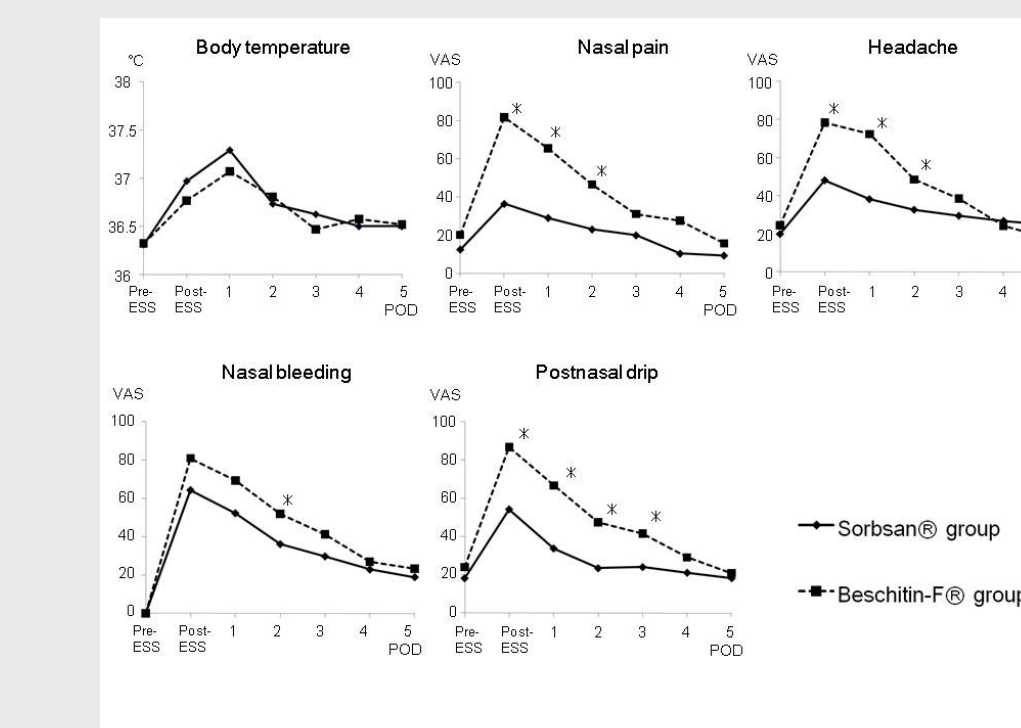 Body temperature
°C
38
37.5
37
36.5
36
Pre-ESS Post-ESS 1 2 3 4 5
POD
Nasal pain
VAS
100
80
60
40
20
0
Pre-ESS Post-ESS 1 2 3 4 5
POD
Headache
VAS
100
80
60
40
20
0
Pre-ESS Post-ESS 1 2 3 4
Nasal bleeding
VAS
100
80
60
40
20
0
Pre-ESS Post-ESS 1 2 3 4 5
POD
Postnasal drip
VAS
100
80
60
40
20
0
Pre-ESS Post-ESS 1 2 3 4 5
POD
Sorbsan® group
Beschitin-F® group